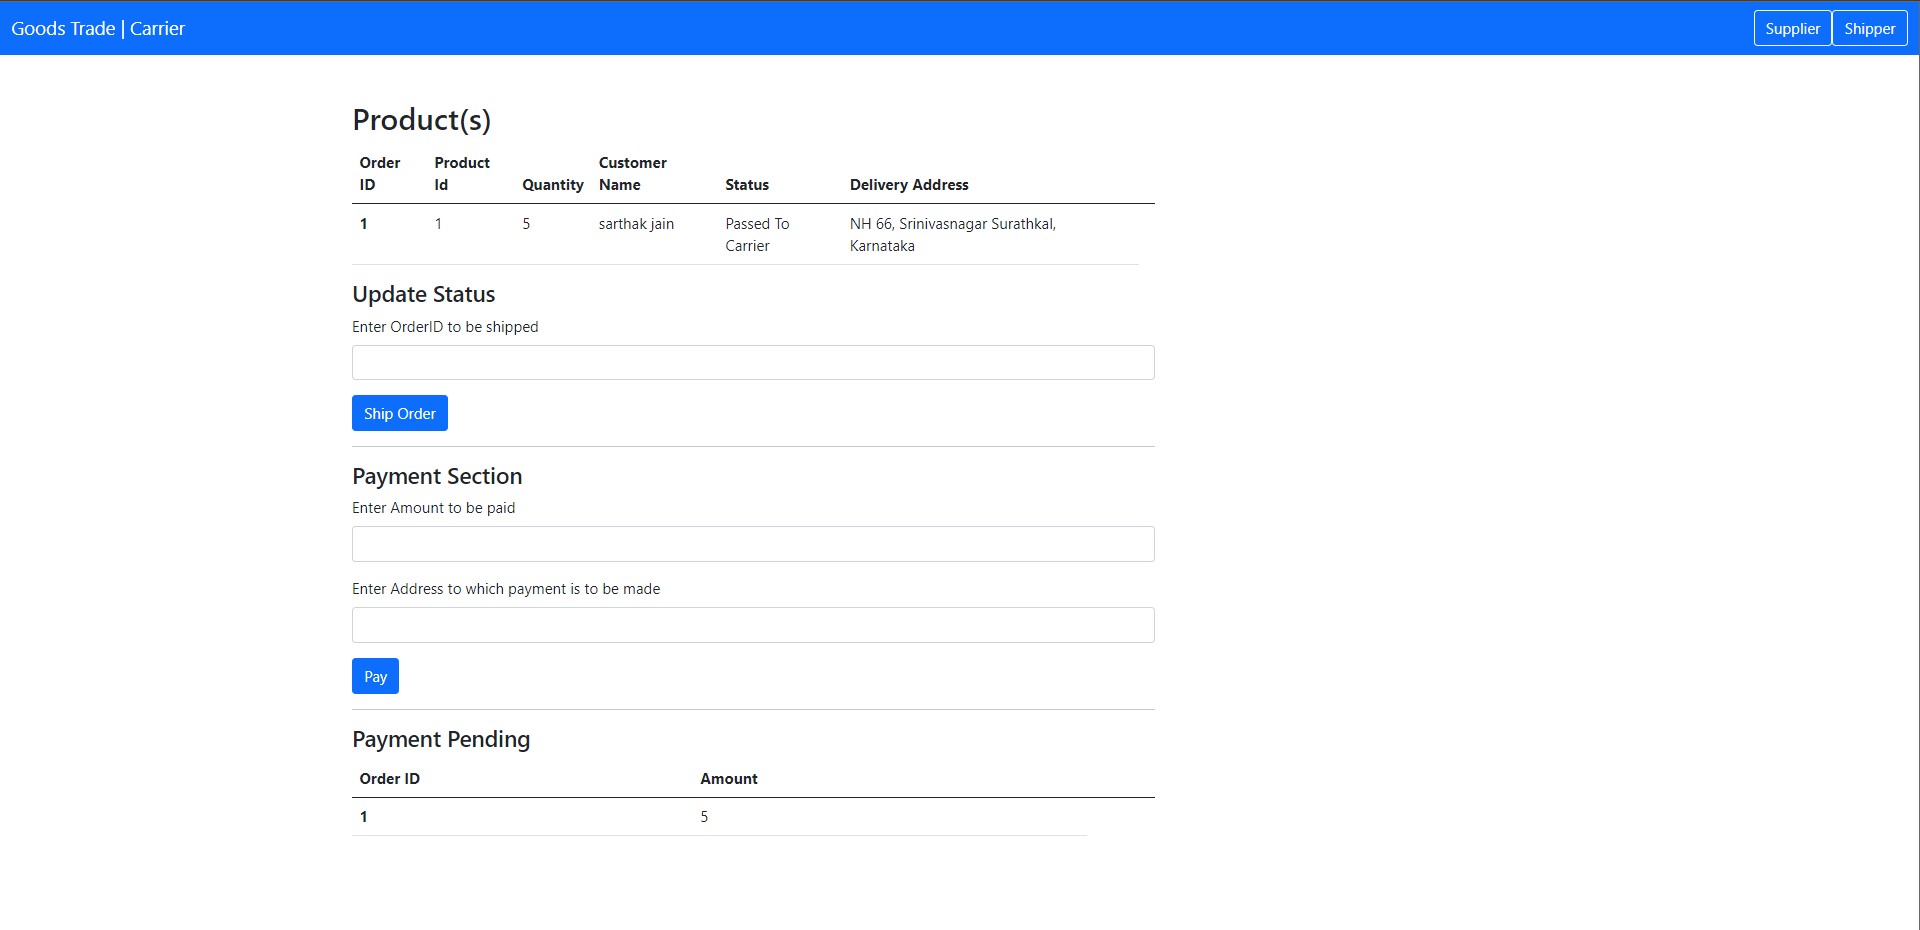 Goods Trade | Carrier Supplier Shipper
Product(s)
Order ID Product Id Quantity Customer Name Status Delivery Address
1 1 5 sarthak jain Passed To Carrier NH 66, Srinivasnagar Surathkal, Karnataka
Update Status
Enter OrderID to be shipped
Ship Order
Payment Section
Enter Amount to be paid
Enter Address to which payment is to be made
Pay
Payment Pending
Order ID Amount
1 5